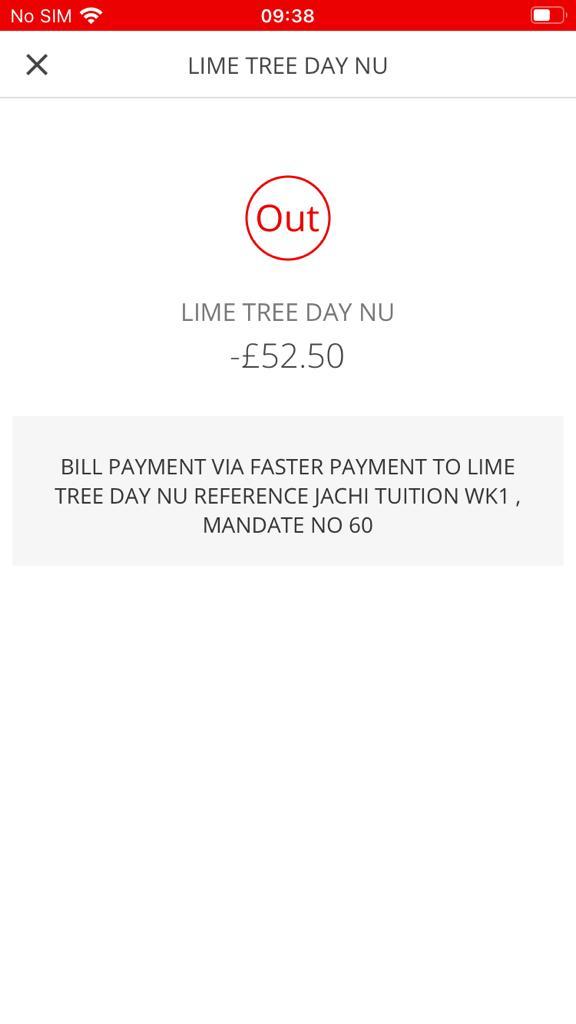 No SIM 09:38
LIME TREE DAY NU
Out
LIME TREE DAY NU
-£52.50
BILL PAYMENT VIA FASTER PAYMENT TO LIME
TREE DAY NU REFERENCE JACHI TUITION WK1 ,
MANDATE NO 60